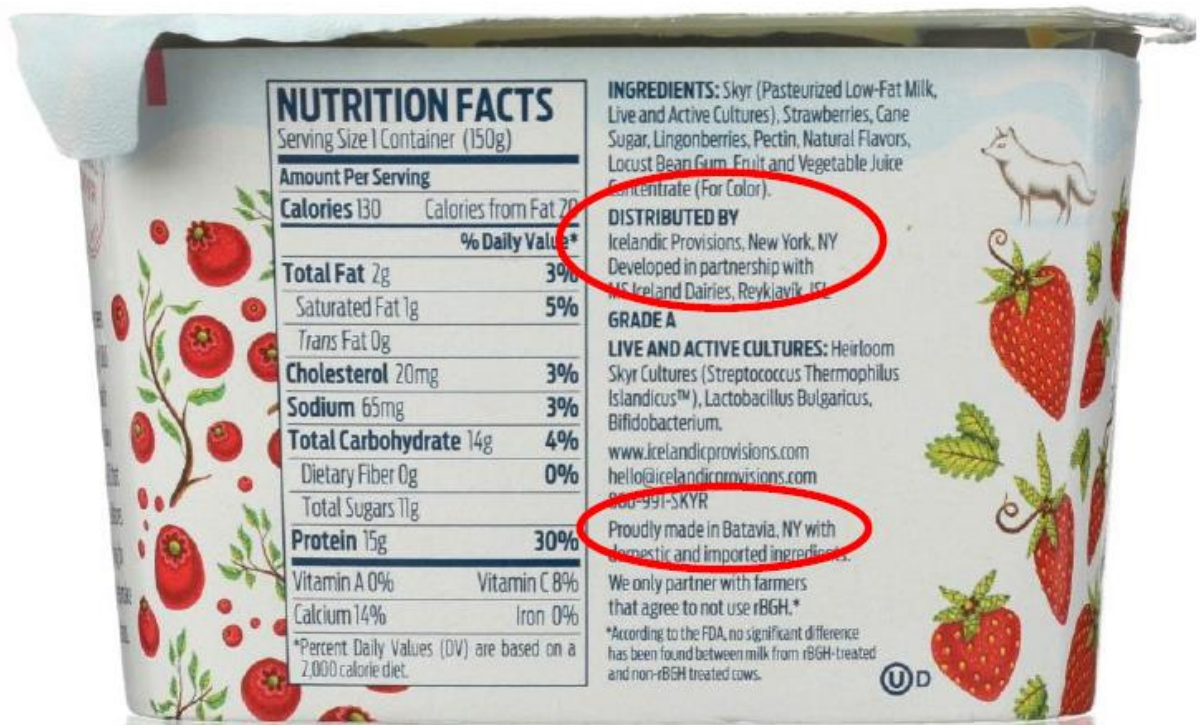 NUTRITION FACTS
Serving Size 1 Container (150g)
Amount Per Serving
Calories 130 Calories from Fat 20
% Daily Value*
Total Fat 2g 3%
Saturated Fat 1g 5%
Trans Fat 0g
Cholesterol 20mg 3%
Sodium 65mg 3%
Total Carbohydrate 14g 4%
Dietary Fiber 0g 0%
Total Sugars 11g
Protein 15g 30%
Vitamin A 0% Vitamin C 8%
Calcium 14% Iron 0%
*Percent Daily Values (DV) are based on a
2,000 calorie diet.
INGREDIENTS: Skyr (Pasteurized Low-Fat Milk,
Live and Active Cultures), Strawberries, Cane
Sugar, Lingonberries, Pectin, Natural Flavors,
Locust Bean Gum, Fruit and Vegetable Juice
Concentrate (For Color).
DISTRIBUTED BY
Icelandic Provisions, New York, NY
Developed in partnership with
MS Iceland Dairies, Reykjavík, ISL
GRADE A
LIVE AND ACTIVE CULTURES: Heirloom
Skyr Cultures (Streptococcus Thermophilus
Islandicus™), Lactobacillus Bulgaricus,
Bifidobacterium.
www.icelandicprovisions.com
hello@icelandicprovisions.com
860-991-SKYR
Proudly made in Batavia, NY with
domestic and imported ingredients.
We only partner with farmers
that agree to not use rBGH.*
*According to the FDA, no significant difference
has been found between milk from rBGH-treated
and non-rBGH treated cows.
U D